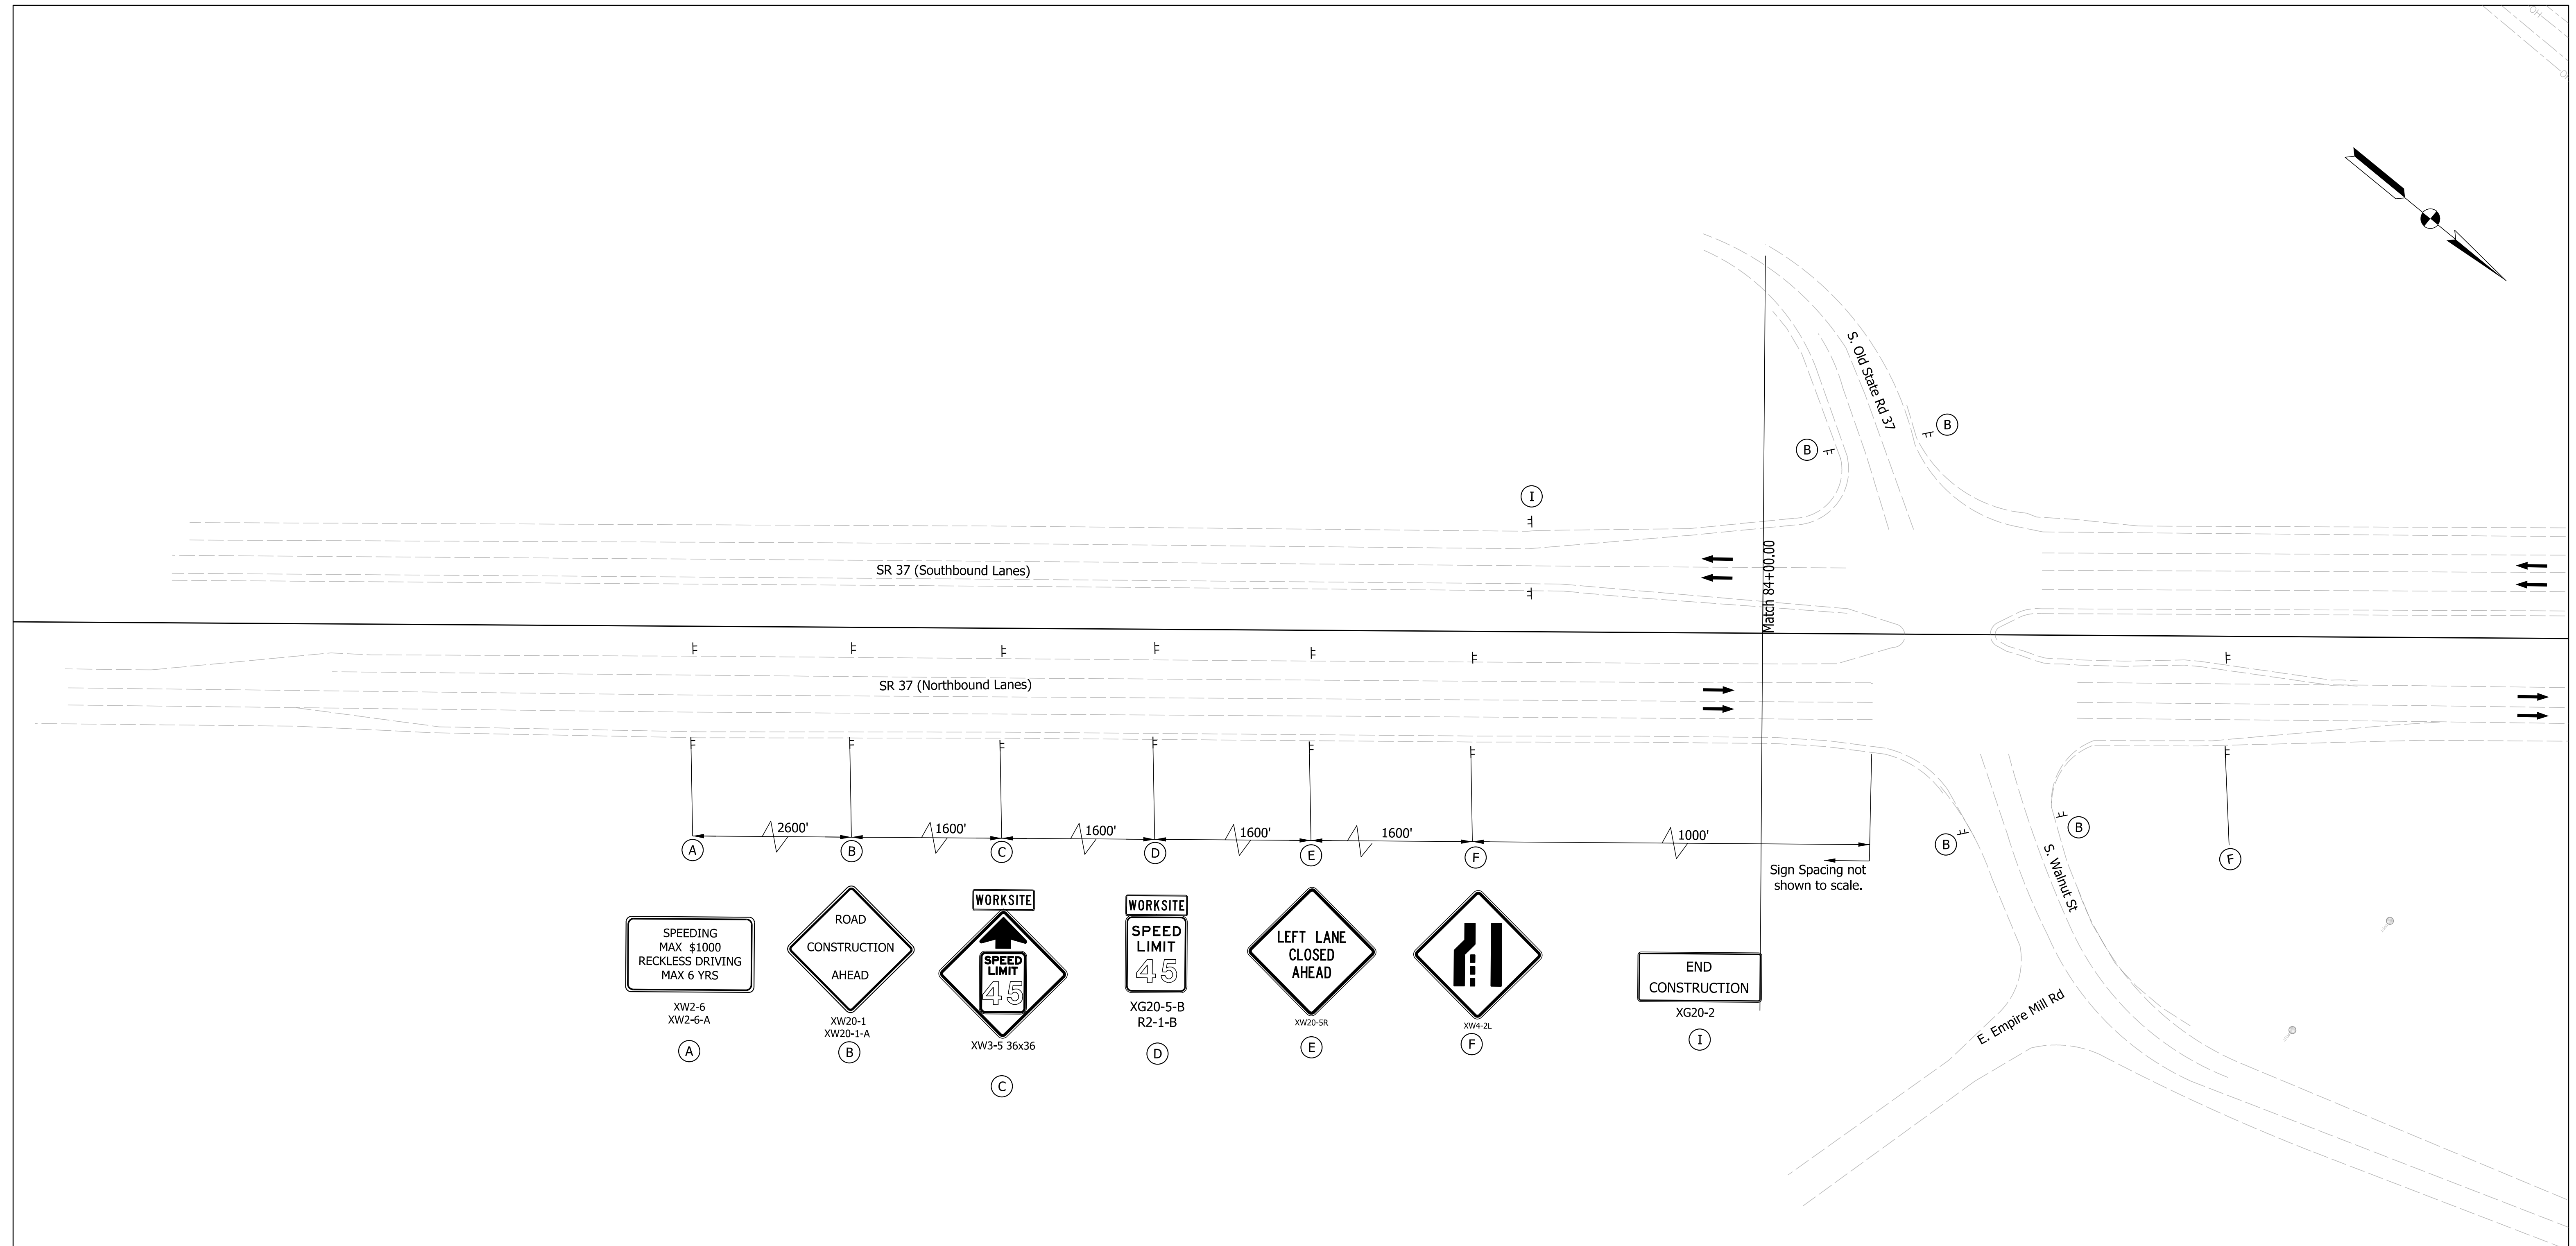 OH
S. Old State Rd 37
B
B
I
SR 37 (Southbound Lanes)
Match 84+00.00
SR 37 (Northbound Lanes)
2600'
1600'
1600'
1600'
1600'
1000'
A
B
C
D
E
F
Sign Spacing not
shown to scale.
B
B
F
S. Walnut St
E. Empire Mill Rd
SPEEDING
MAX $1000
RECKLESS DRIVING
MAX 6 YRS
XW2-6
XW2-6-A
A
ROAD
CONSTRUCTION
AHEAD
XW20-1
XW20-1-A
B
WORKSITE
SPEED
LIMIT
45
XW3-5 36x36
C
WORKSITE
SPEED
LIMIT
45
XG20-5-B
R2-1-B
D
LEFT LANE
CLOSED
AHEAD
XW20-5R
E
XW4-2L
F
END
CONSTRUCTION
XG20-2
I